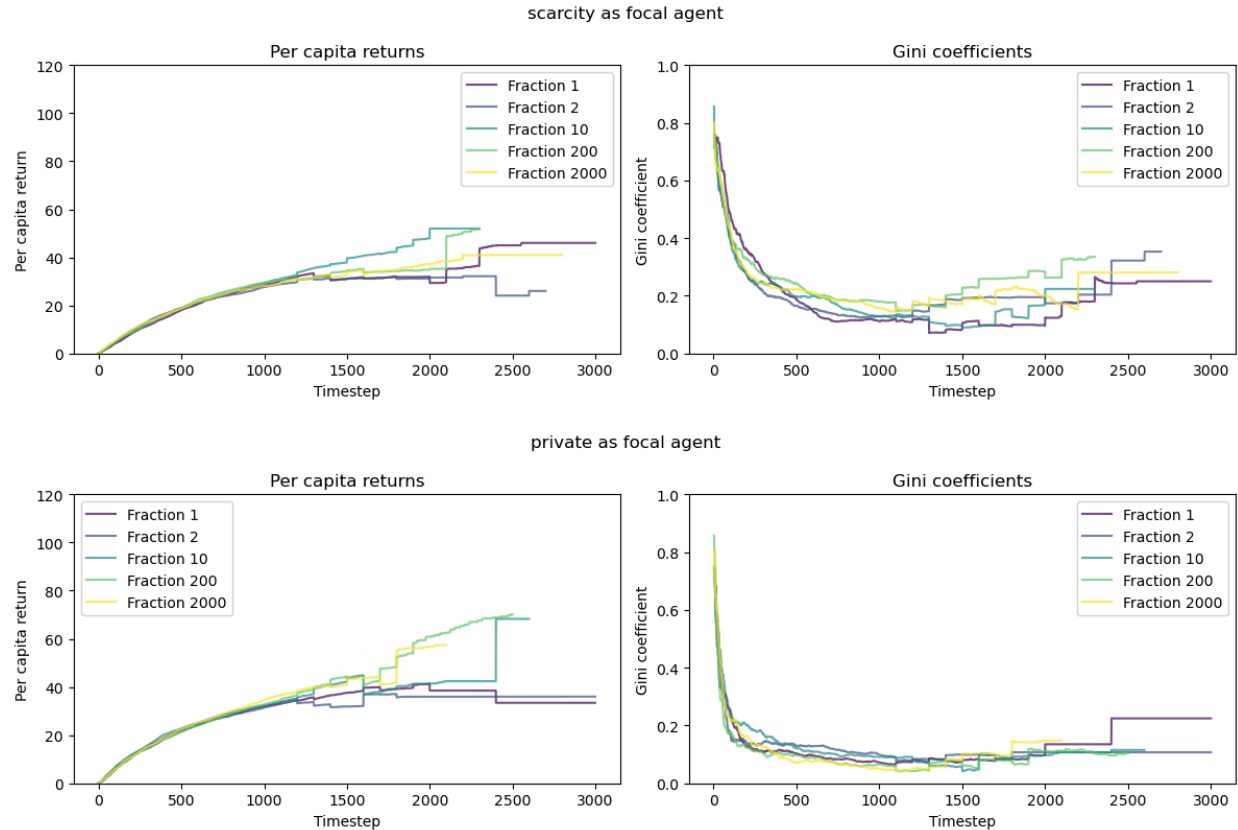 scarcity as focal agent
Per capita returns
Per capita return
120
100
80
60
40
20
0
Fraction 1
Fraction 2
Fraction 10
Fraction 200
Fraction 2000
0 500 1000 1500 2000 2500 3000
Timestep
Gini coefficients
Gini coefficient
1.0
0.8
0.6
0.4
0.2
0.0
Fraction 1
Fraction 2
Fraction 10
Fraction 200
Fraction 2000
0 500 1000 1500 2000 2500 3000
Timestep
private as focal agent
Per capita returns
Per capita return
120
100
80
60
40
20
0
Fraction 1
Fraction 2
Fraction 10
Fraction 200
Fraction 2000
0 500 1000 1500 2000 2500 3000
Timestep
Gini coefficients
Gini coefficient
1.0
0.8
0.6
0.4
0.2
0.0
Fraction 1
Fraction 2
Fraction 10
Fraction 200
Fraction 2000
0 500 1000 1500 2000 2500 3000
Timestep